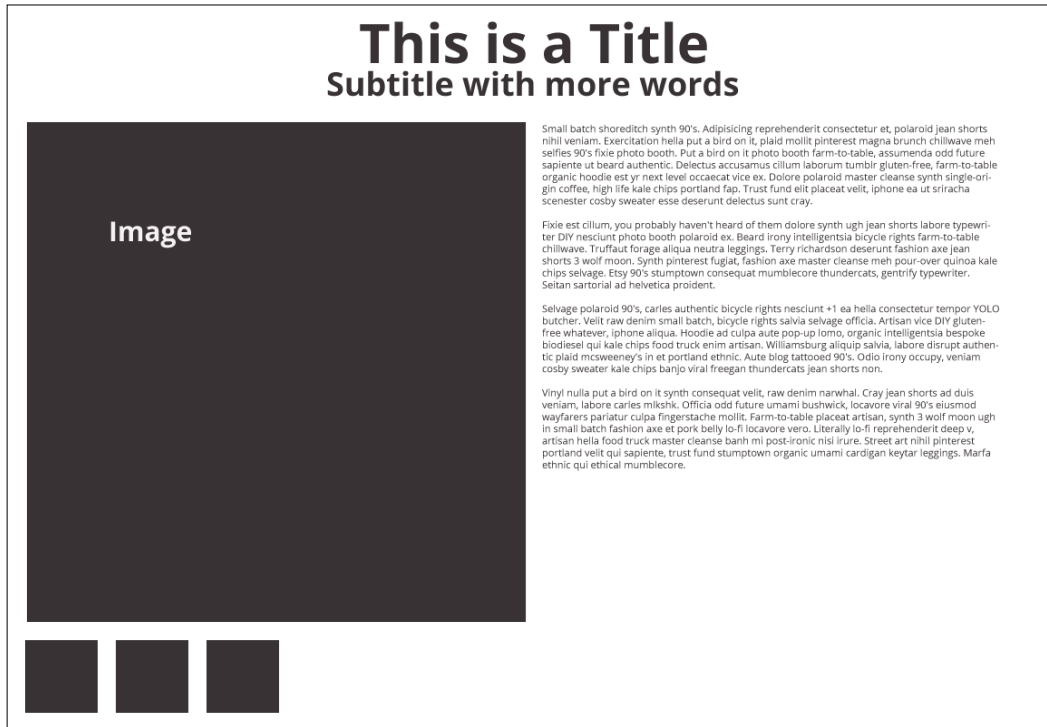 This is a Title
Subtitle with more words
Image
Small batch shoreditch synth 90's. Adipisicing reprehenderit consectetur et, polaroid jean shorts
nihil veniam. Exercitation hella put a bird on it, plaid mollit pinterest magna brunch chillwave meh
selfies 90's fixie photo booth. Put a bird on it photo booth farm-to-table, assumenda odd future
sapiente ut beard authentic. Delectus accusamus cillum laborum tumblr gluten-free, farm-to-table
organic hoodie est yr next level occaecat vice ex. Dolore polaroid master cleanse synth single-ori-
gin coffee, high life kale chips portland fap. Trust fund elit placeat velit, iphone ea ut sriracha
scenester cosby sweater esse deserunt delectus sunt cray.
Fixie est cillum, you probably haven't heard of them dolore synth ugh jean shorts labore typewri-
ter DIY nesciunt photo booth polaroid ex. Beard irony intelligentsia bicycle rights farm-to-table
chillwave. Truffaut forage aliqua neutra leggings. Terry richardson deserunt fashion axe jean
shorts 3 wolf moon. Synth pinterest fugiat, fashion axe master cleanse meh pour-over quinoa kale
chips selvage. Etsy 90's stumptown consequat mumblecore thundercats, gentrify typewriter.
Seitan sartorial ad helvetica proident.
Selvage polaroid 90's, carles authentic bicycle rights nesciunt +1 ea hella consectetur tempor YOLO
butcher. Velit raw denim small batch, bicycle rights salvia selvage officia. Artisan vice DIY gluten-
free whatever, iphone aliqua. Hoodie ad culpa aute pop-up lomo, organic intelligentsia bespoke
biodiesel qui kale chips food truck enim artisan. Williamsburg aliquip salvia, labore disrupt authen-
tic plaid mcsweeney's in et portland ethnic. Aute blog tattooed 90's. Odio irony occupy, veniam
cosby sweater kale chips banjo viral freegan thundercats jean shorts non.
Vinyl nulla put a bird on it synth consequat velit, raw denim narwhal. Cray jean shorts ad duis
veniam, labore carles mlkshk. Officia odd future umami bushwick, locavore viral 90's eiusmod
wayfarers pariatur culpa fingerstache mollit. Farm-to-table placeat artisan, synth 3 wolf moon ugh
in small batch fashion axe et pork belly lo-fi locavore vero. Literally lo-fi reprehenderit deep v,
artisan hella food truck master cleanse banh mi post-ironic nisi irure. Street art nihil pinterest
portland velit qui sapiente, trust fund stumptown organic umami cardigan keytar leggings. Marfa
ethnic qui ethical mumblecore.